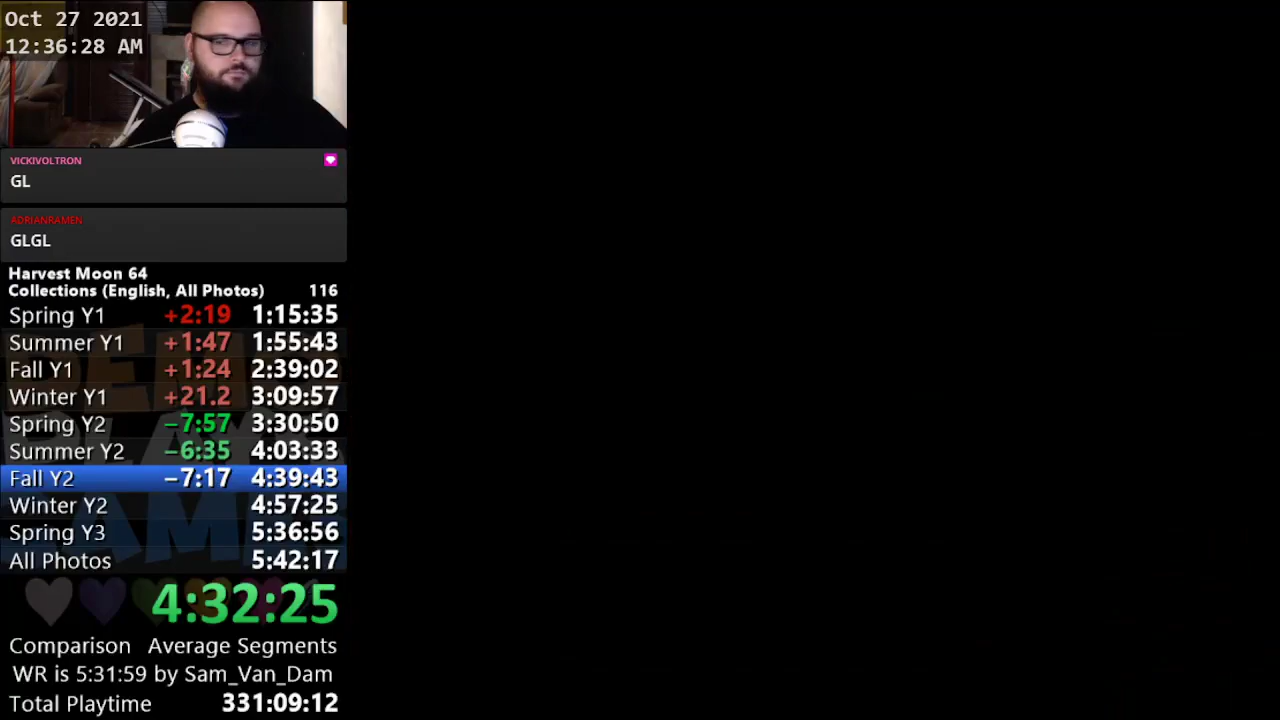 Oct 27 2021
12:36:28 AM
VICKIVOLTRON
GL
ADRIANRAMEN
GLGL
Harvest Moon 64
Collections (English, All Photos) 116
Spring Y1 +2:19 1:15:35
Summer Y1 +1:47 1:55:43
Fall Y1 +1:24 2:39:02
Winter Y1 +21.2 3:09:57
Spring Y2 −7:57 3:30:50
Summer Y2 −6:35 4:03:33
Fall Y2 −7:17 4:39:43
Winter Y2 4:57:25
Spring Y3 5:36:56
All Photos 5:42:17
4:32:25
Comparison Average Segments
WR is 5:31:59 by Sam_Van_Dam
Total Playtime 331:09:12